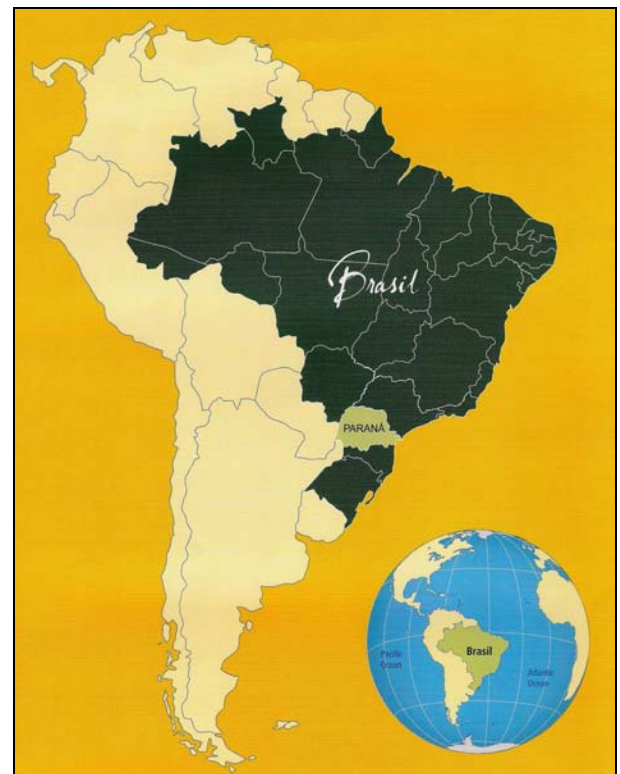 Brasil
PARANÁ
Brasil
Pacific
Ocean
Atlantic
Ocean